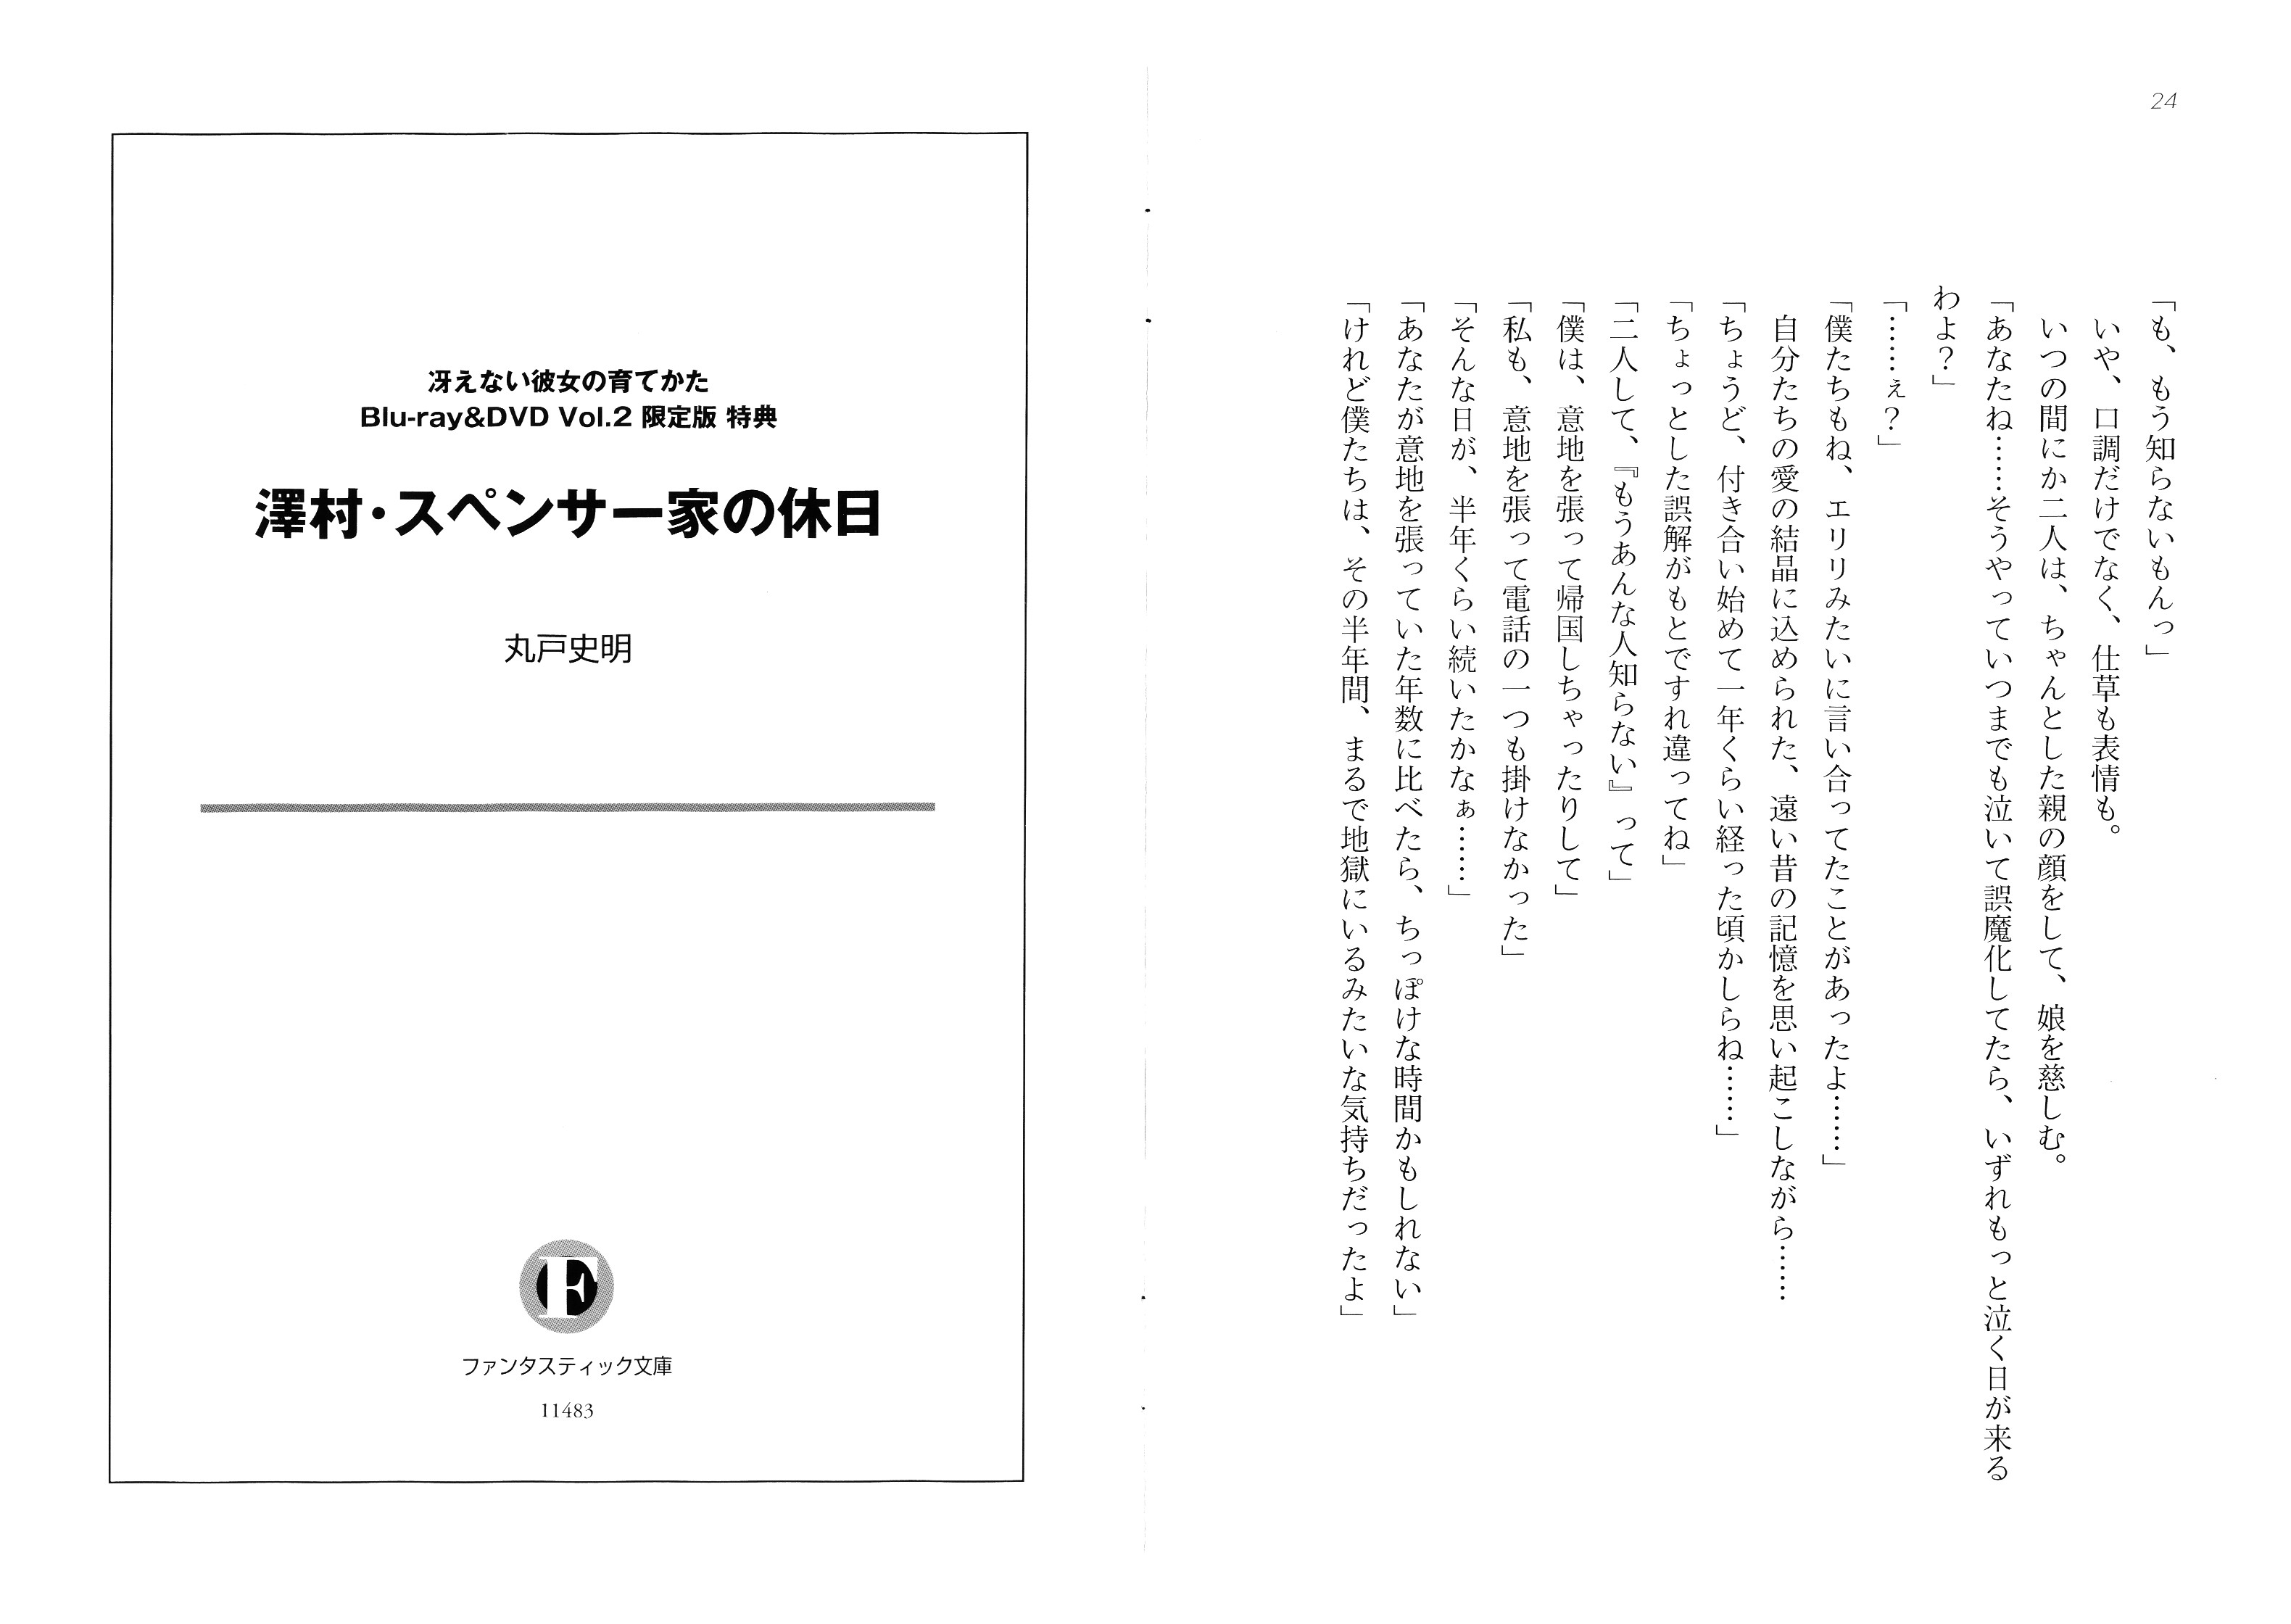 24
「も、もう知らないもんっ」
いや、口調だけでなく、仕草も表情も。
いつの間にか二人は、ちゃんとした親の顔をして、娘を慈しむ。
「あなたね……そうやっていつまでも泣いて誤魔化してたら、いずれもっと泣く日が来る
わよ？」
「……ぇ？」
「僕たちもね、エリリみたいに言い合ってたことがあったよ……」
自分たちの愛の結晶に込められた、遠い昔の記憶を思い起こしながら……
「ちょうど、付き合い始めて一年くらい経った頃かしらね……」
「ちょっとした誤解がもとですれ違ってね」
「二人して、『もうあんな人知らない』って」
「僕は、意地を張って帰国しちゃったりして」
「私も、意地を張って電話の一つも掛けなかった」
「そんな日が、半年くらい続いたかなぁ……」
「あなたが意地を張っていた年数に比べたら、ちっぽけな時間かもしれない」
「けれど僕たちは、その半年間、まるで地獄にいるみたいな気持ちだったよ」
冴えない彼女の育てかた
Blu-ray&DVD Vol.2 限定版 特典
澤村・スペンサー家の休日
丸戸史明
F
ファンタスティック文庫
11483